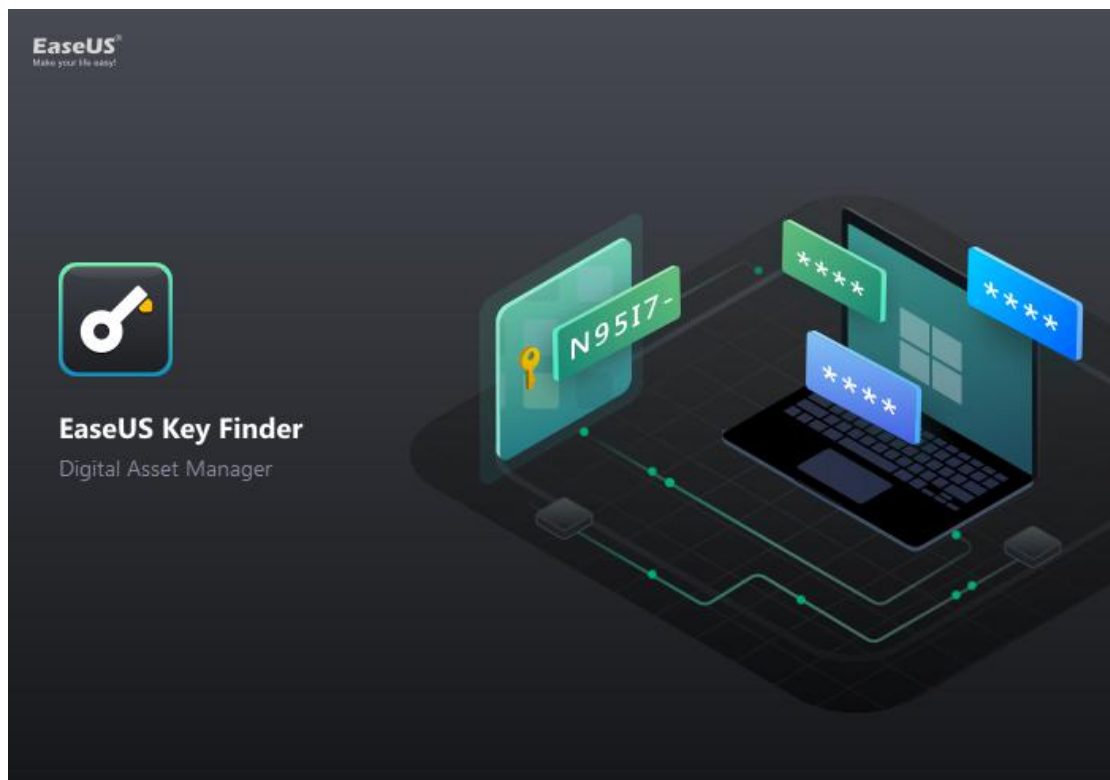 EaseUS®
Make your life easy!
N95I7-
****
****
****
EaseUS Key Finder
Digital Asset Manager